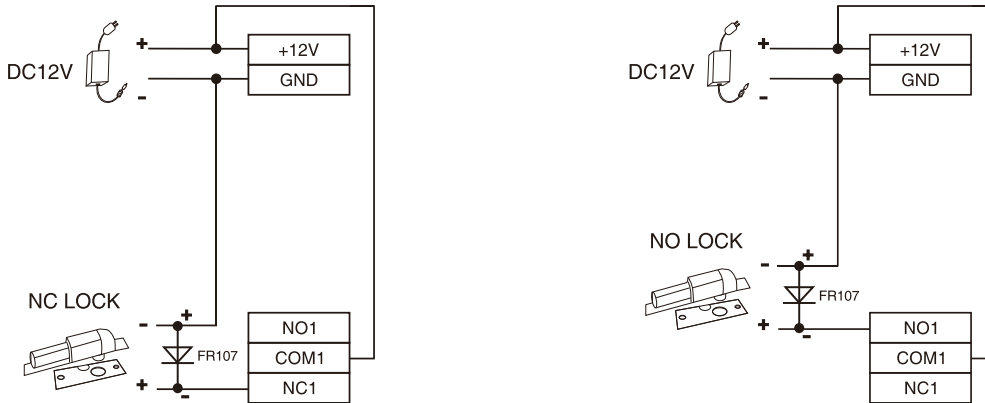 +
+12V
DC12V
GND
-
NC LOCK
-
+
NO1
FR107
COM1
+
-
NC1
+
+12V
DC12V
GND
-
NO LOCK
-
+
FR107
+
-
NO1
COM1
NC1